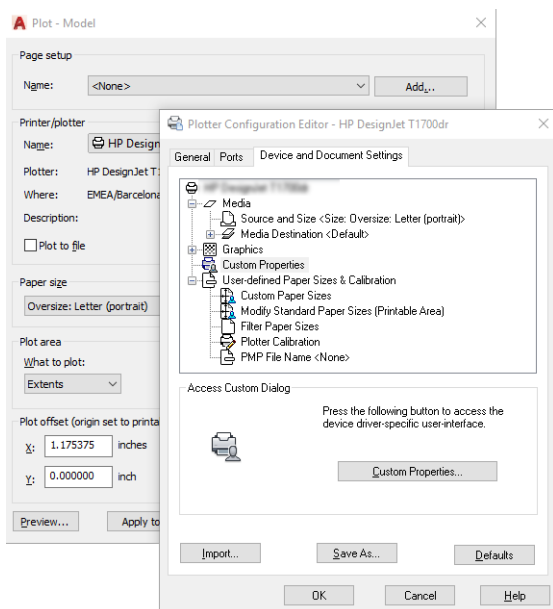 Plot - Model
Page setup
Name:
<None>
Add...
Printer/plotter
Name:
HP Design
Plotter:
HP DesignJet T1
Where:
EMEA/Barcelona
Description:
Plot to file
Paper size
Oversize: Letter (portrait)
Plot area
What to plot:
Extents
Plot offset (origin set to printa
X:
1.175375
inches
Y:
0.000000
inch
Preview...
Apply to
Plotter Configuration Editor - HP DesignJet T1700dr
General
Ports
Device and Document Settings
Media
Source and Size <Size: Oversize: Letter (portrait)>
Media Destination <Default>
Graphics
Custom Properties
User-defined Paper Sizes & Calibration
Custom Paper Sizes
Modify Standard Paper Sizes (Printable Area)
Filter Paper Sizes
Plotter Calibration
PMP File Name <None>
Access Custom Dialog
Press the following button to access the
device driver-specific user-interface.
Custom Properties...
Import...
Save As...
Defaults
OK
Cancel
Help